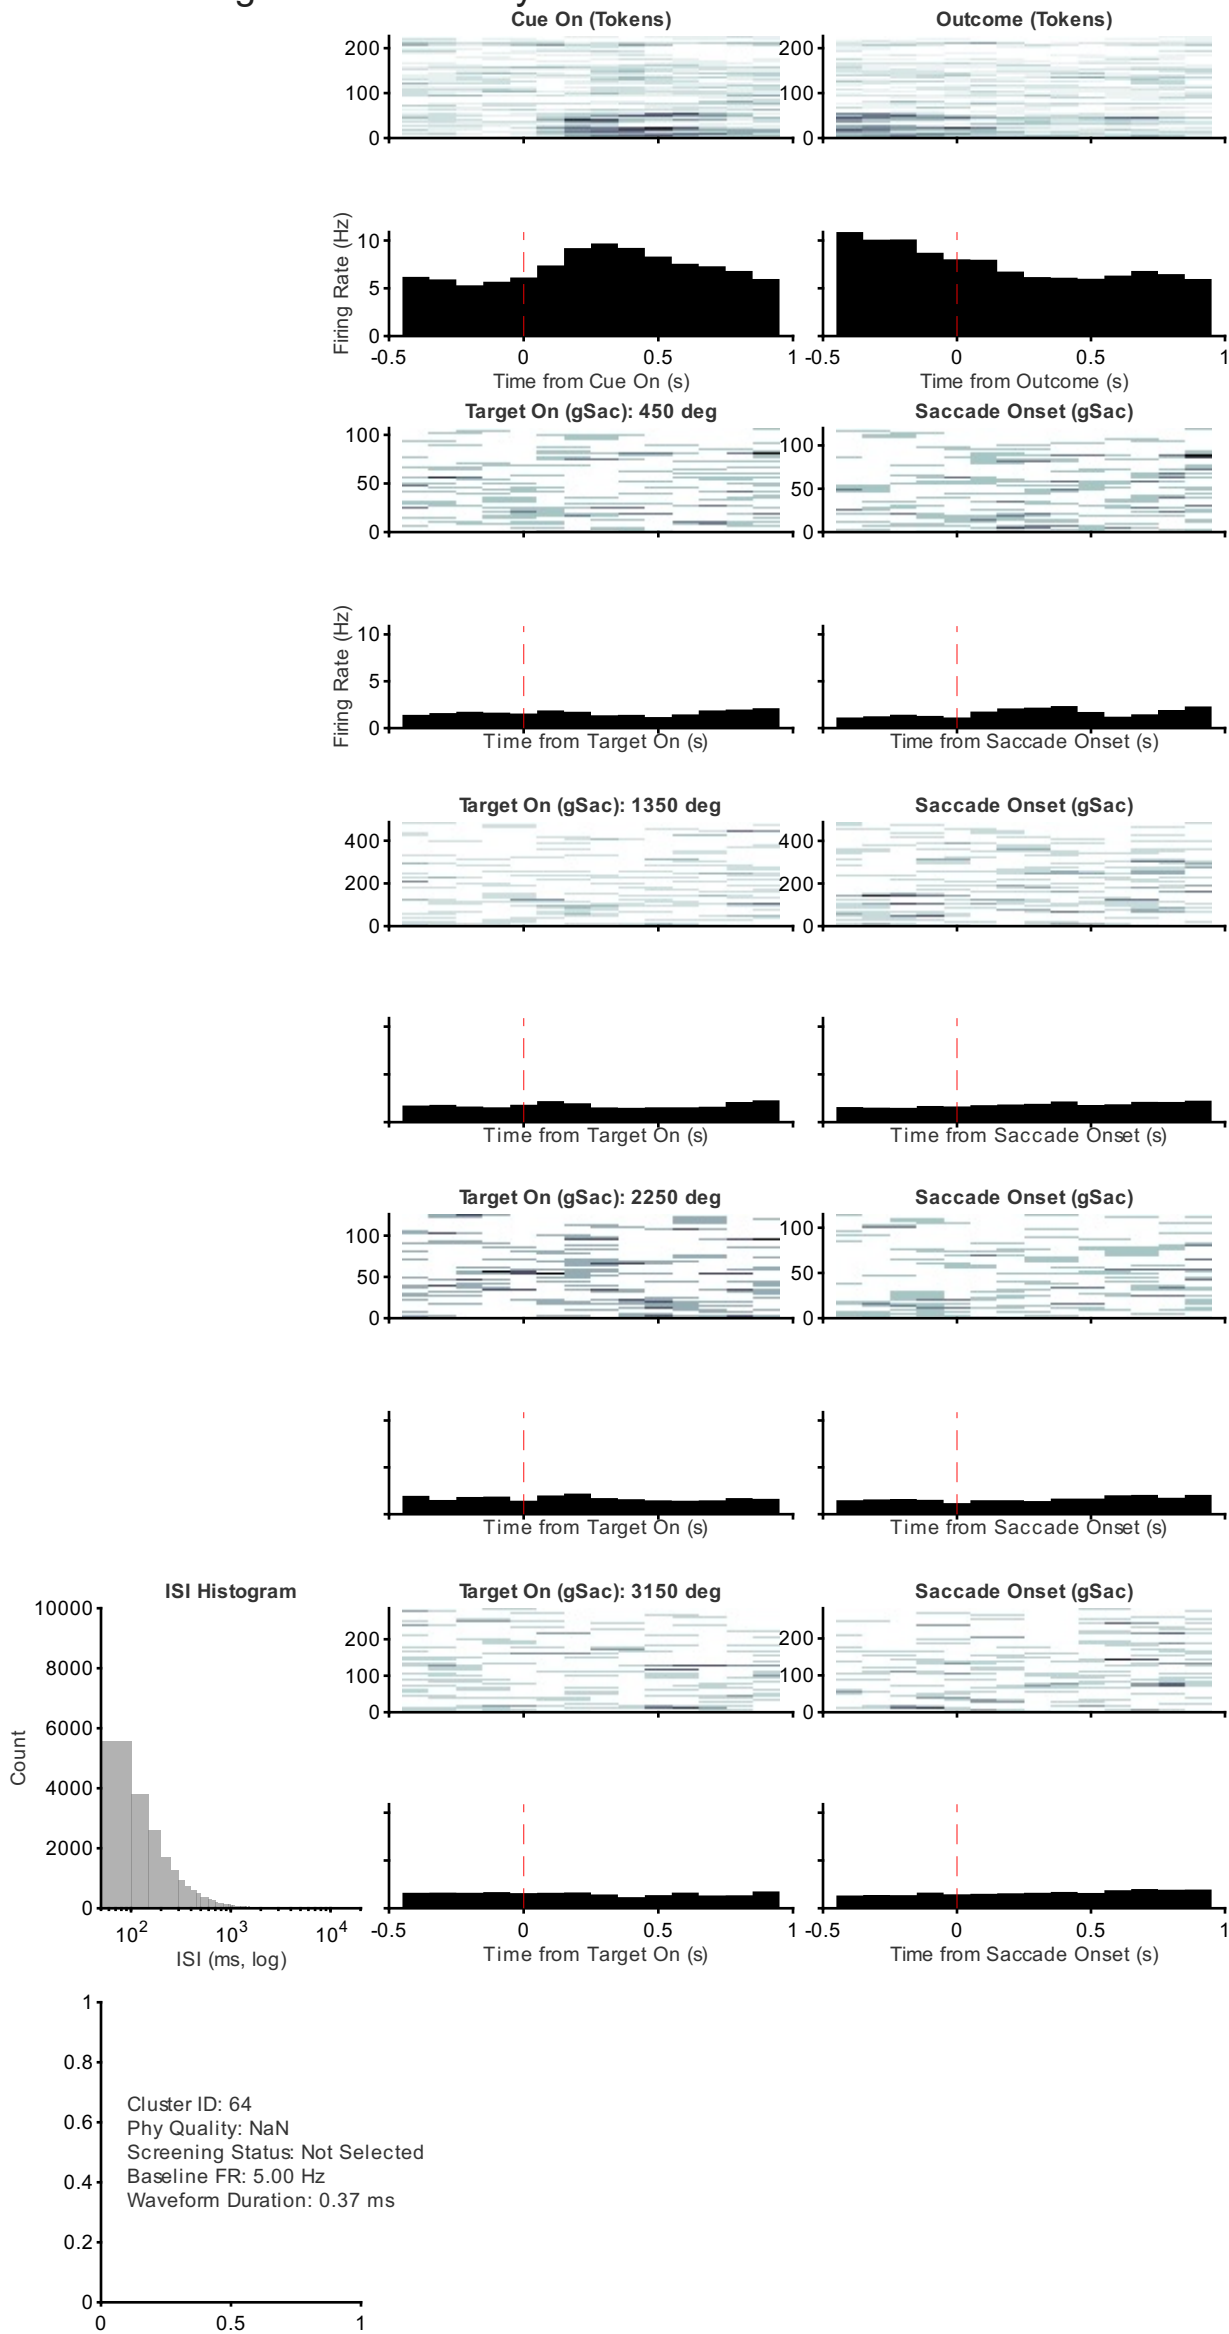 Cue On (Tokens)
Outcome (Tokens)
200
100
0
200
100
0
Firing Rate (Hz)
10
5
0
-0.5 0 0.5 1
-0.5 0 0.5 1
Time from Cue On (s)
Time from Outcome (s)
Target On (gSac): 450 deg
Saccade Onset (gSac)
100
50
0
100
50
0
Firing Rate (Hz)
10
5
0
Time from Target On (s)
Time from Saccade Onset (s)
Target On (gSac): 1350 deg
Saccade Onset (gSac)
400
200
0
400
200
0
Time from Target On (s)
Time from Saccade Onset (s)
Target On (gSac): 2250 deg
Saccade Onset (gSac)
100
50
0
100
50
0
Time from Target On (s)
Time from Saccade Onset (s)
ISI Histogram
Target On (gSac): 3150 deg
Saccade Onset (gSac)
10000
8000
6000
4000
2000
0
Count
10² 10³ 10⁴
ISI (ms, log)
200
100
0
200
100
0
-0.5 0 0.5 1
-0.5 0 0.5 1
Time from Target On (s)
Time from Saccade Onset (s)
1
0.8
0.6
0.4
0.2
0
0 0.5 1
Cluster ID: 64
Phy Quality: NaN
Screening Status: Not Selected
Baseline FR: 5.00 Hz
Waveform Duration: 0.37 ms